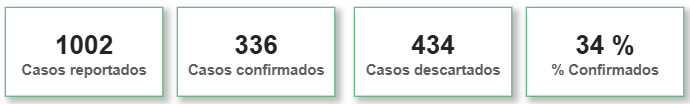 1002
Casos reportados
336
Casos confirmados
434
Casos descartados
34 %
% Confirmados